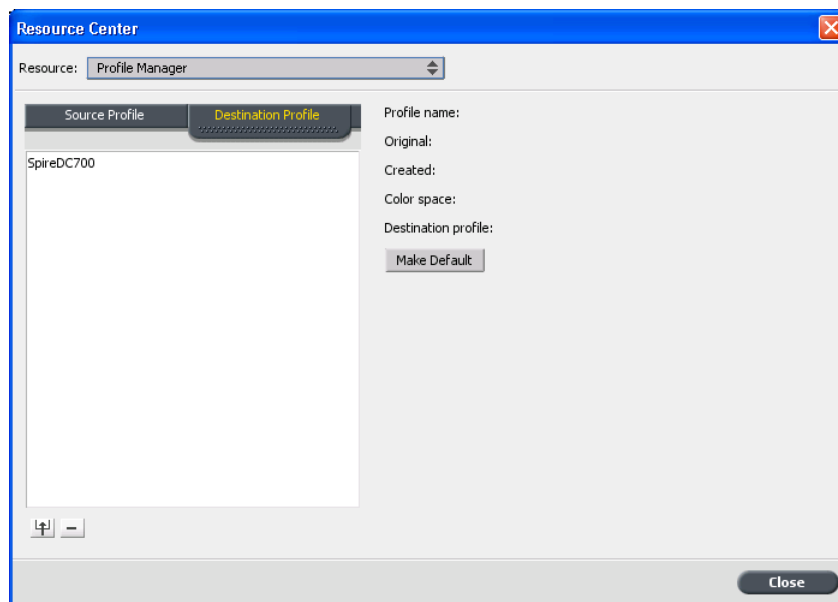 Resource Center
Resource: Profile Manager
Source Profile Destination Profile
SpireDC700
Profile name:
Original:
Created:
Color space:
Destination profile:
Make Default
Close